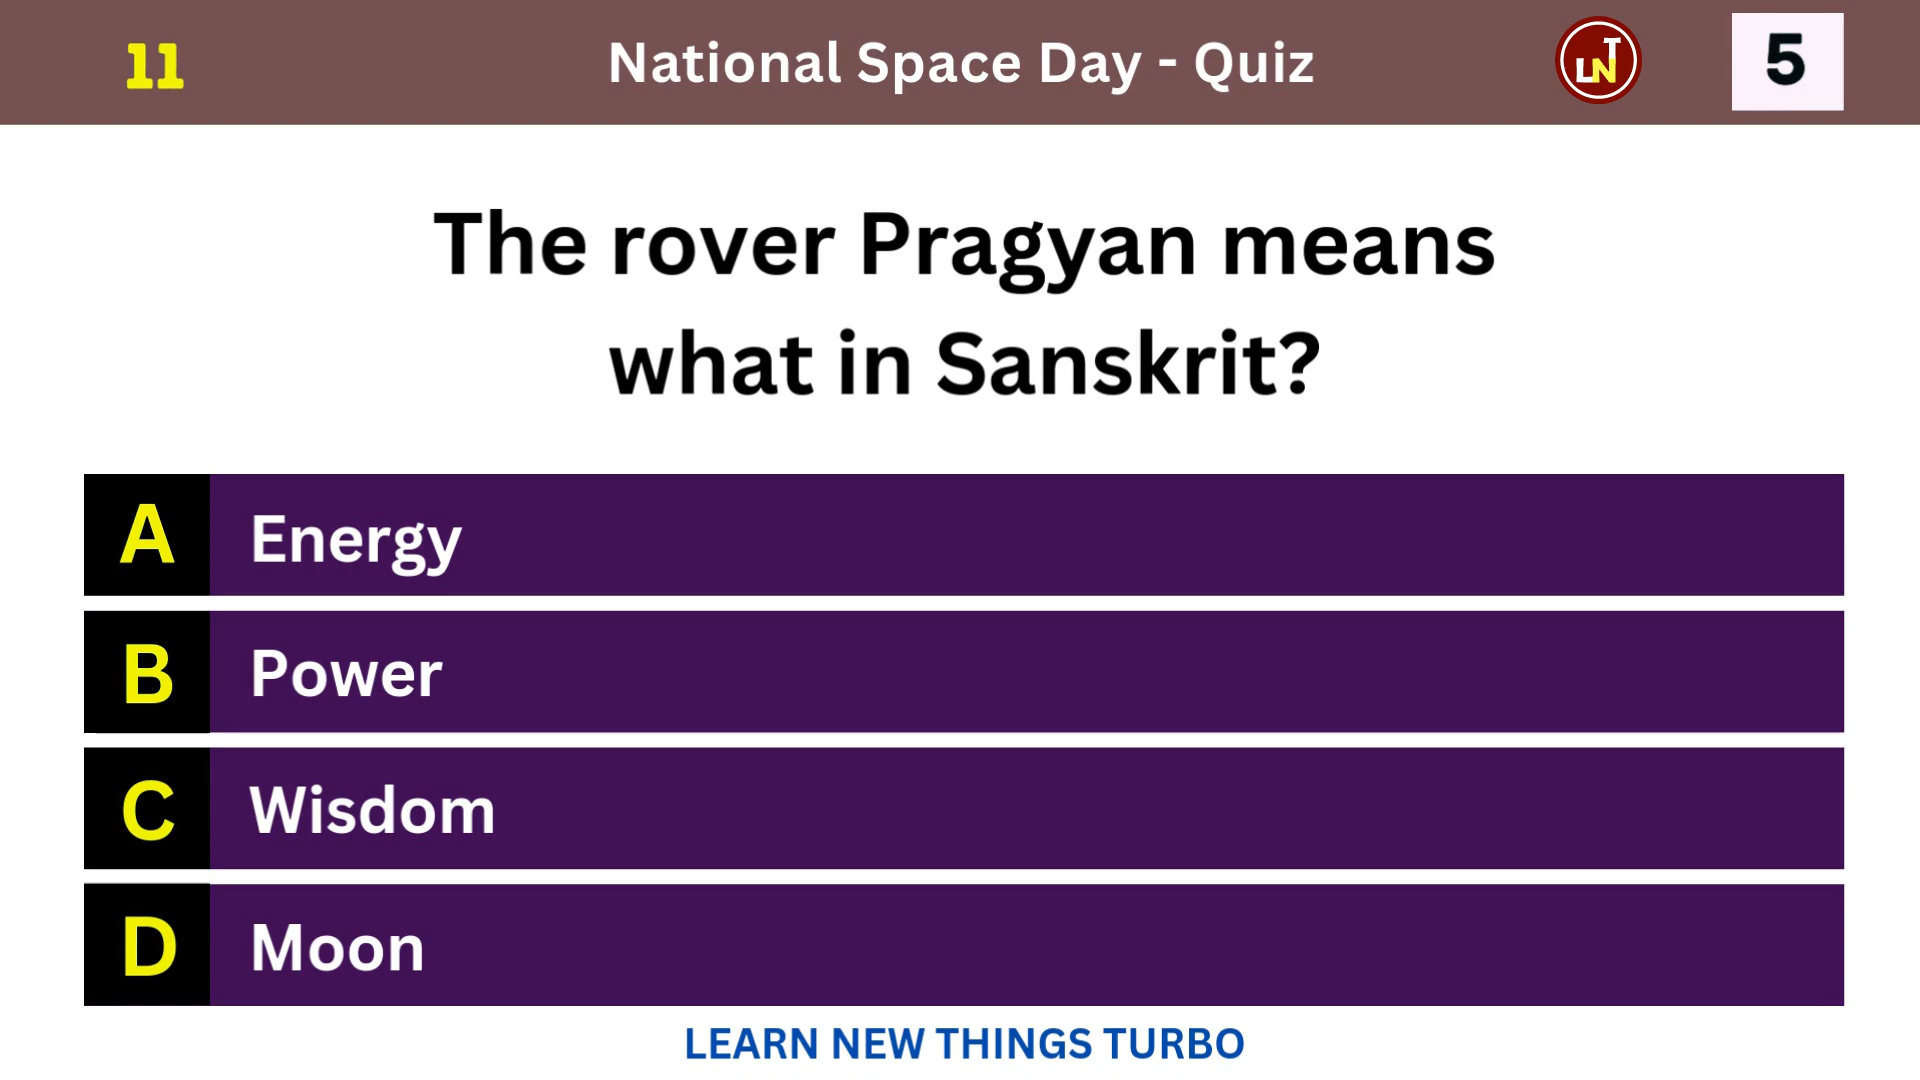 11
National Space Day - Quiz
LNT
5
The rover Pragyan means
what in Sanskrit?
A Energy
B Power
C Wisdom
D Moon
LEARN NEW THINGS TURBO